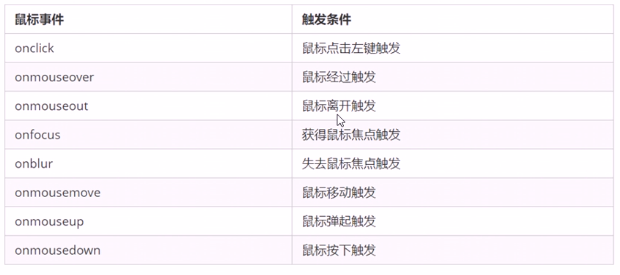 鼠标事件 触发条件
onclick 鼠标点击左键触发
onmouseover 鼠标经过触发
onmouseout 鼠标离开触发
onfocus 获得鼠标焦点触发
onblur 失去鼠标焦点触发
onmousemove 鼠标移动触发
onmouseup 鼠标弹起触发
onmousedown 鼠标按下触发